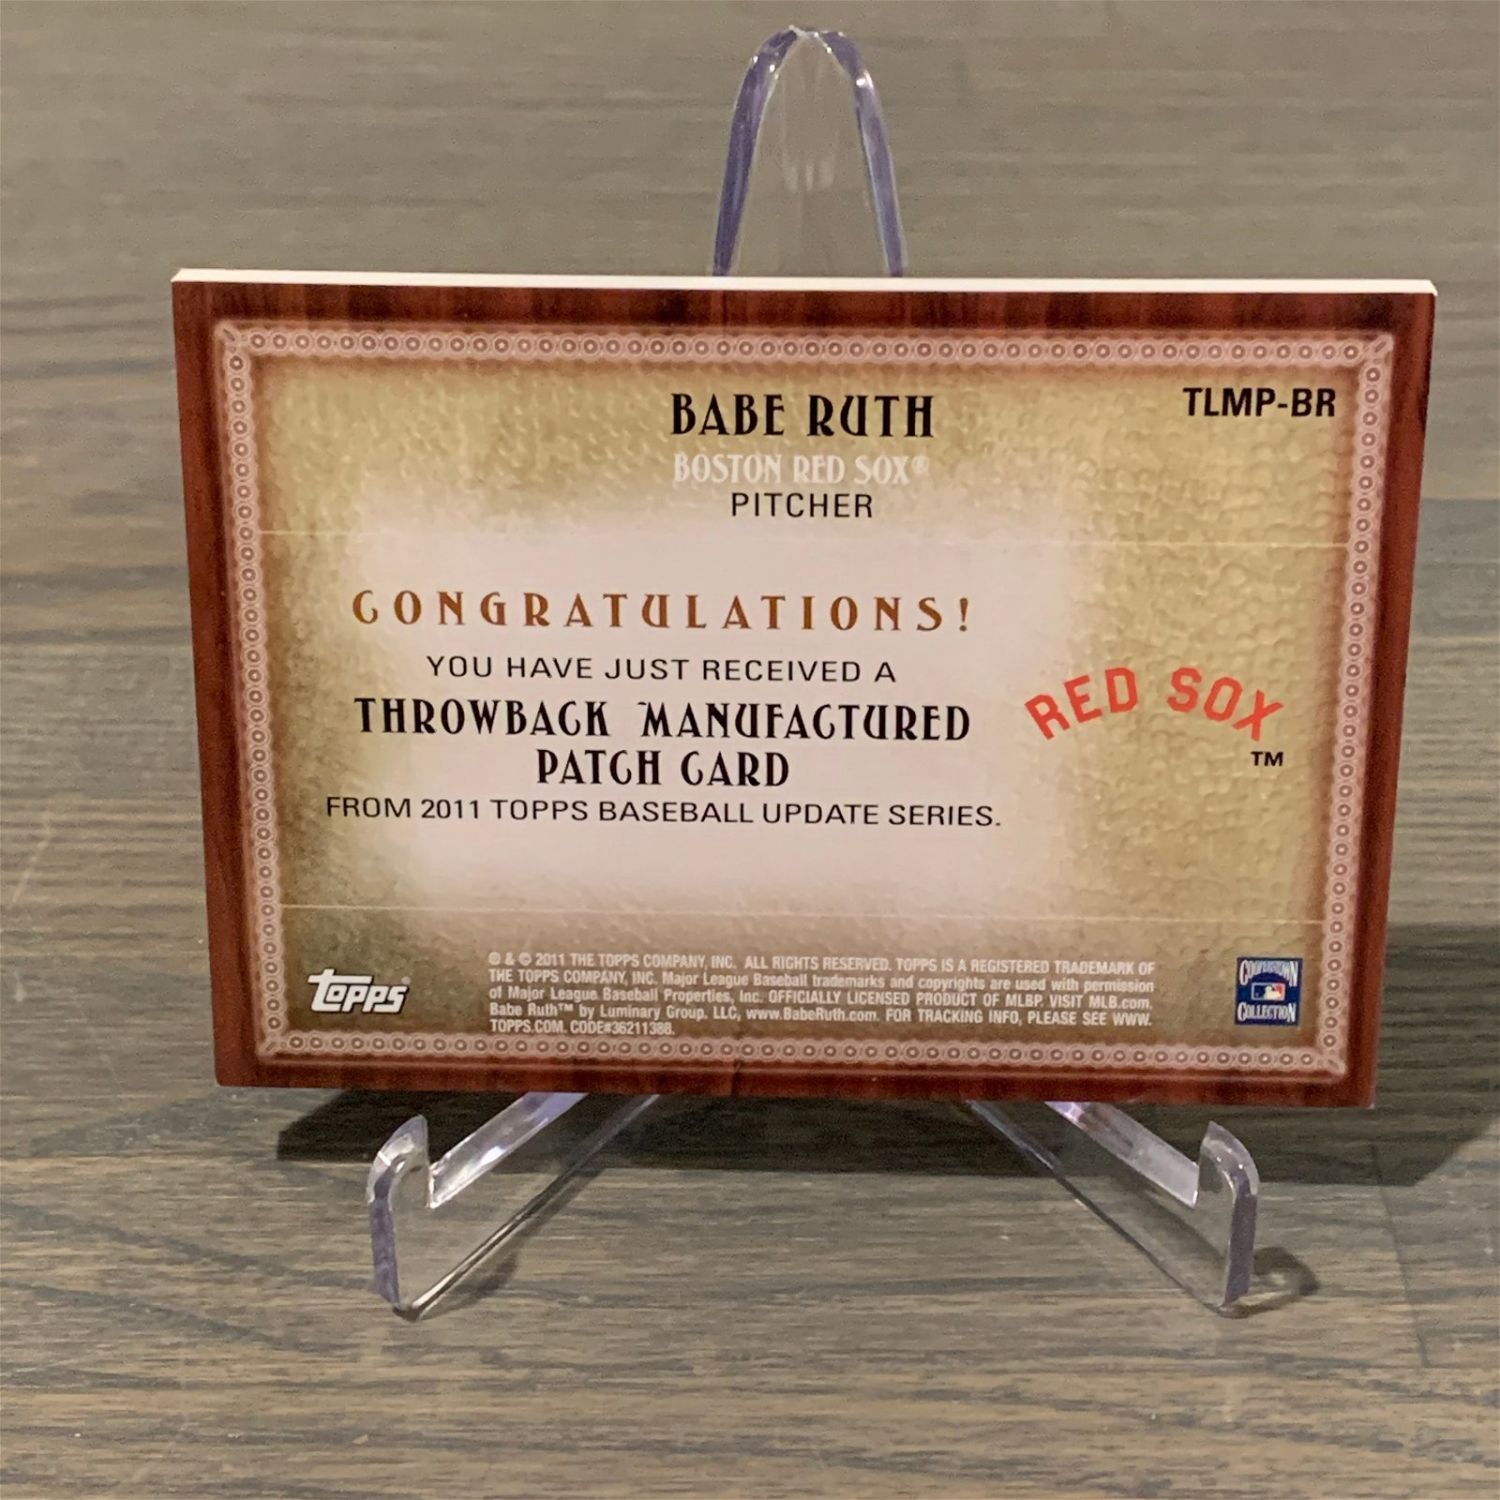 BABE RUTH
TLMP-BR
BOSTON RED SOX®
PITCHER
CONGRATULATIONS!
YOU HAVE JUST RECEIVED A
THROWBACK MANUFACTURED
PATCH CARD
FROM 2011 TOPPS BASEBALL UPDATE SERIES.
RED SOX
™
topps®
® & © 2011 THE TOPPS COMPANY, INC. ALL RIGHTS RESERVED. TOPPS IS A REGISTERED TRADEMARK OF
THE TOPPS COMPANY, INC. Major League Baseball trademarks and copyrights are used with permission
of Major League Baseball Properties, Inc. OFFICIALLY LICENSED PRODUCT OF MLBP. VISIT MLB.com.
Babe Ruth™ by Luminary Group. LLC, www.BabeRuth.com. FOR TRACKING INFO, PLEASE SEE WWW.
TOPPS.COM. CODE#36211388.
COOPERSTOWN
COLLECTION